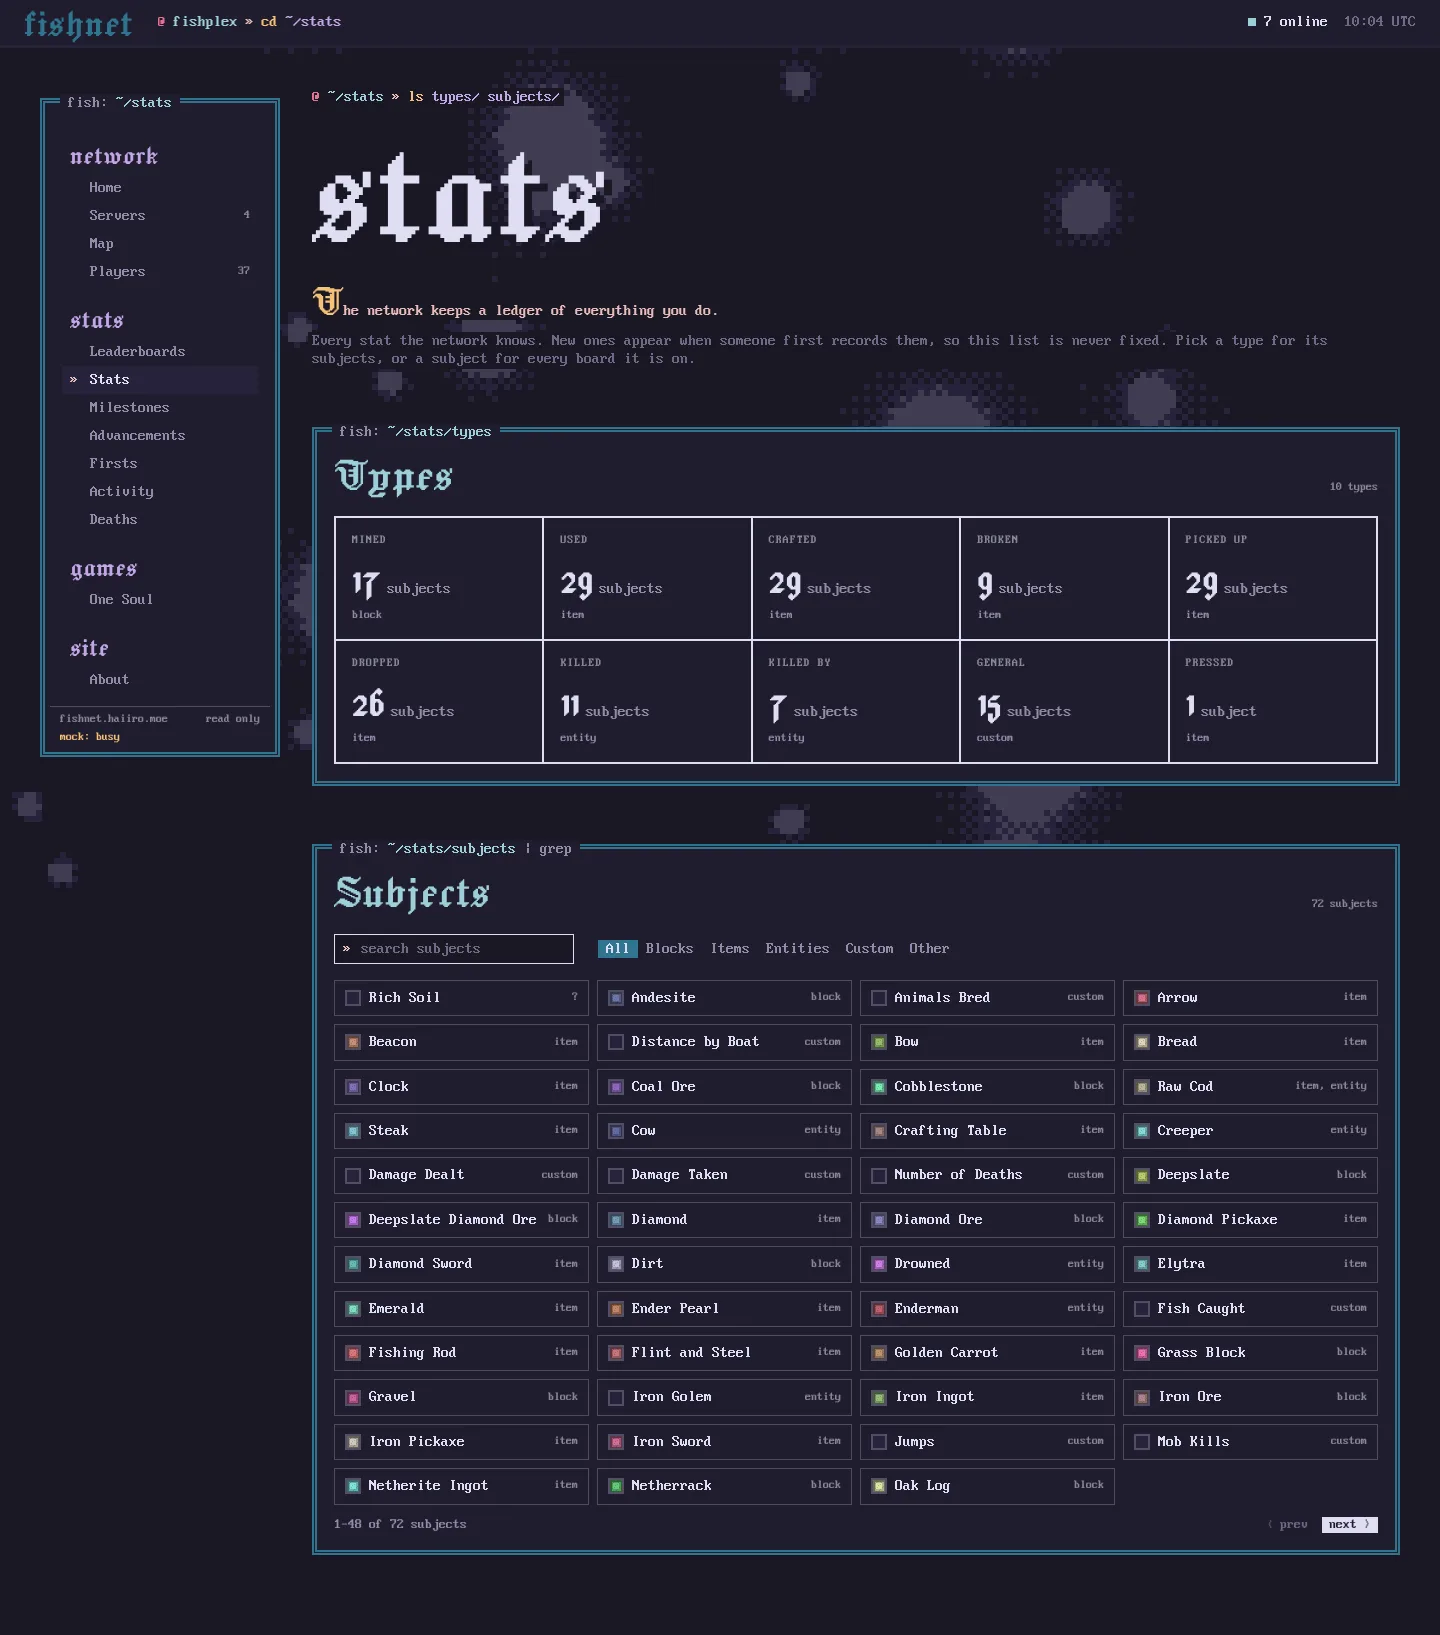 fishnet @ fishplex » cd ~/stats
7 online 10:04 UTC
fish: ~/stats
network
Home
Servers 4
Map
Players 37
stats
Leaderboards
» Stats
Milestones
Advancements
Firsts
Activity
Deaths
games
One Soul
site
About
fishnet.haiiro.moe read only
mock: busy
@ ~/stats » ls types/ subjects/
stats
The network keeps a ledger of everything you do.
Every stat the network knows. New ones appear when someone first records them, so this list is never fixed. Pick a type for its
subjects, or a subject for every board it is on.
fish: ~/stats/types
Types
10 types
MINED
17 subjects
block
USED
29 subjects
item
CRAFTED
29 subjects
item
BROKEN
9 subjects
item
PICKED UP
29 subjects
item
DROPPED
26 subjects
item
KILLED
11 subjects
entity
KILLED BY
7 subjects
entity
GENERAL
15 subjects
custom
PRESSED
1 subject
item
fish: ~/stats/subjects | grep
Subjects
72 subjects
» search subjects
All Blocks Items Entities Custom Other
Rich Soil ?
Andesite block
Animals Bred custom
Arrow item
Beacon item
Distance by Boat custom
Bow item
Bread item
Clock item
Coal Ore block
Cobblestone block
Raw Cod item, entity
Steak item
Cow entity
Crafting Table item
Creeper entity
Damage Dealt custom
Damage Taken custom
Number of Deaths custom
Deepslate block
Deepslate Diamond Ore block
Diamond item
Diamond Ore block
Diamond Pickaxe item
Diamond Sword item
Dirt block
Drowned entity
Elytra item
Emerald item
Ender Pearl item
Enderman entity
Fish Caught custom
Fishing Rod item
Flint and Steel item
Golden Carrot item
Grass Block block
Gravel block
Iron Golem entity
Iron Ingot item
Iron Ore block
Iron Pickaxe item
Iron Sword item
Jumps custom
Mob Kills custom
Netherite Ingot item
Netherrack block
Oak Log block
1-48 of 72 subjects
⟨ prev next ⟩